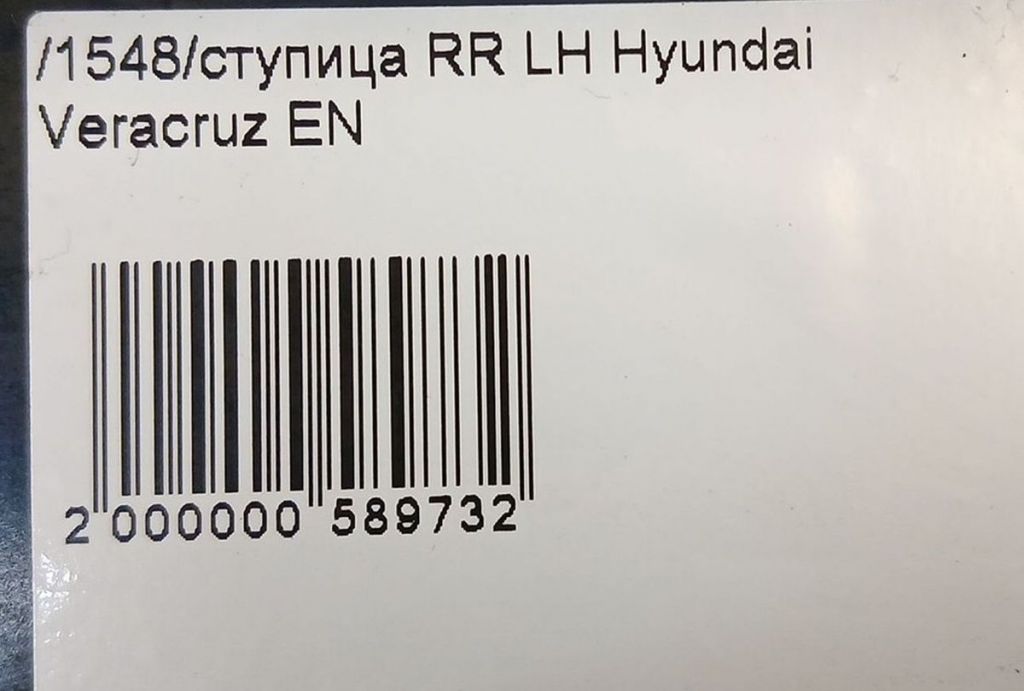 /1548/ступица RR LH Hyundai
Veracruz EN
2 000000 589732